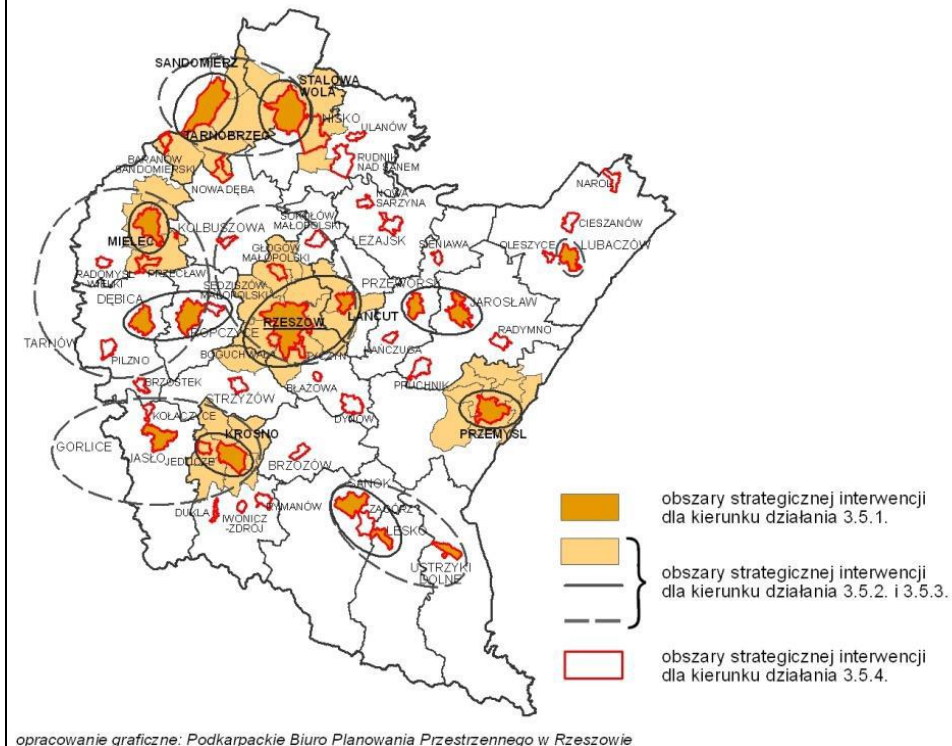 SANDOMIERZ
STALOWA
WOLA
NISKO
ULANÓW
TARNOBRZEG
RUDNIK
NAD SANEM
BARANÓW
SANDOMIERSKI
NOWA DĘBA
NAROL
NOWA
SARZYNA
CIESZANÓW
SOKOŁÓW
MAŁOPOLSKI
KOLBUSZOWA
LEŻAJSK
MIELEC
GŁOGÓW
MAŁOPOLSKI
SIENIAWA
OLESZYCE
LUBACZÓW
RADOMYŚL
WIELKI
PRZECŁAW
SĘDZISZÓW
MAŁOPOLSKI
PRZEWORSK
DĘBICA
JAROSŁAW
RZESZÓW
ŁAŃCUT
ROPCZYCE
RADYMNO
TARNÓW
KAŃCZUGA
PILZNO
BOGUCHWAŁA
TYCZYN
PRUCHNIK
BRZOSTEK
STRZYŻÓW
BŁAŻOWA
DYNÓW
KOŁACZYCE
PRZEMYŚL
GORLICE
KROSNO
JASŁO
JEDLICZE
BRZOZÓW
SANOK
DUKLA
IWONICZ
-ZDRÓJ
RYMANÓW
ZAGÓRZ
LESKO
USTRZYKI
DOLNE
obszary strategicznej interwencji
dla kierunku działania 3.5.1.
obszary strategicznej interwencji
dla kierunku działania 3.5.2. i 3.5.3.
obszary strategicznej interwencji
dla kierunku działania 3.5.4.
opracowanie graficzne: Podkarpackie Biuro Planowania Przestrzennego w Rzeszowie